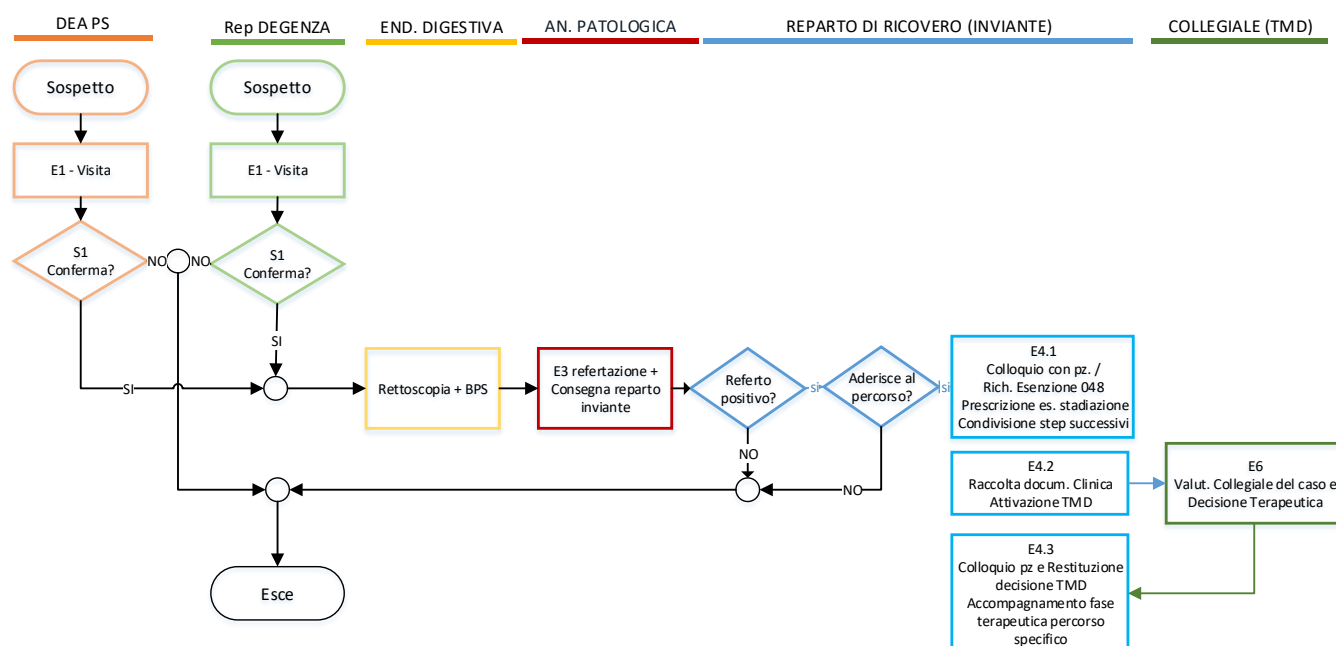 DEA PS
Rep DEGENZA
END. DIGESTIVA
AN. PATOLOGICA
REPARTO DI RICOVERO (INVIANTE)
COLLEGIALE (TMD)
Sospetto
Sospetto
E1 - Visita
E1 - Visita
S1
Conferma?
NO
NO
S1
Conferma?
SI
SI
Rettoscopia + BPS
E3 refertazione +
Consegna reparto
inviante
Referto
positivo?
si
Aderisce al
percorso?
si
NO
NO
E4.1
Colloquio con pz. /
Rich. Esenzione 048
Prescrizione es. stadiazione
Condivisione step successivi
E4.2
Raccolta docum. Clinica
Attivazione TMD
E6
Valut. Collegiale del caso e
Decisione Terapeutica
E4.3
Colloquio pz e Restituzione
decisione TMD
Accompagnamento fase
terapeutica percorso
specifico
Esce